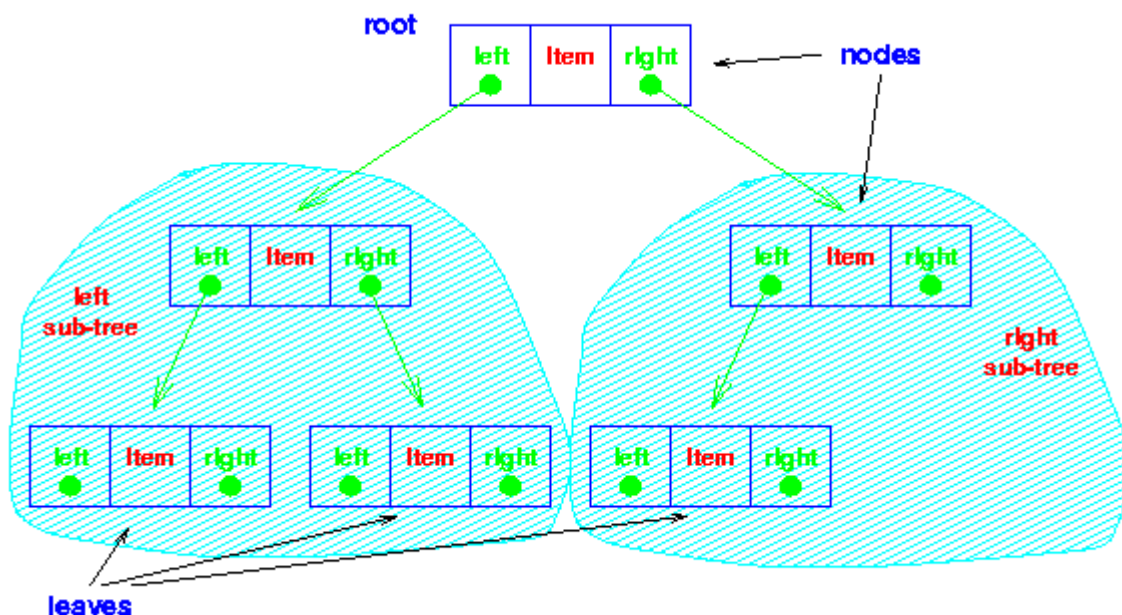 root
left Item right
nodes
left Item right
left Item right
left
sub-tree
right
sub-tree
left Item right
left Item right
left Item right
leaves